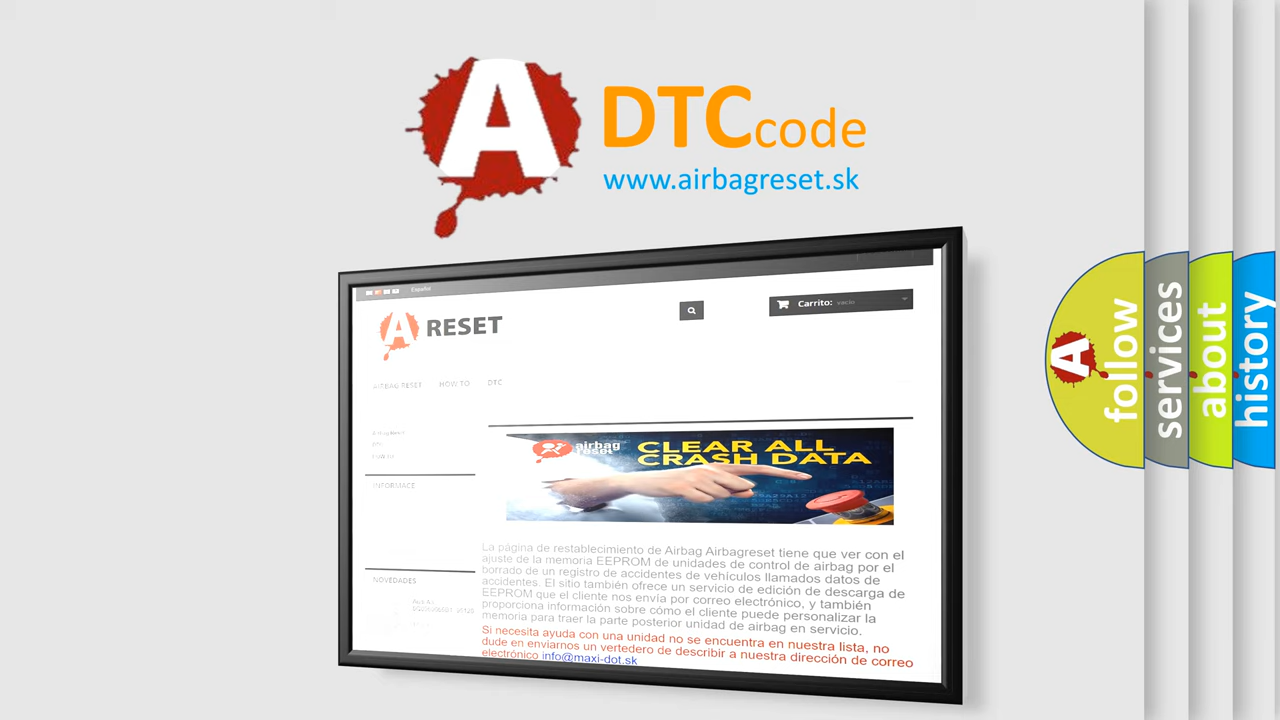 A DTC code
www.airbagreset.sk
Español
A RESET
Carrito: vacío
AIRBAG RESET HOW TO DTC
INFORMACE
airbag reset
CLEAR ALL
CRASH DATA
La página de restablecimiento de Airbag Airbagreset tiene que ver con el
ajuste de la memoria EEPROM de unidades de control de airbag por el
borrado de un registro de accidentes de vehículos llamados datos de
accidentes. El sitio también ofrece un servicio de edición de descarga de
EEPROM que el cliente nos envía por correo electrónico, y también
proporciona información sobre cómo el cliente puede personalizar la
memoria para traer la parte posterior unidad de airbag en servicio.
Si necesita ayuda con una unidad no se encuentra en nuestra lista, no
dude en enviarnos un vertedero de describir a nuestra dirección de correo
electrónico info@maxi-dot.sk
NOVEDADES
A follow
services
about
history